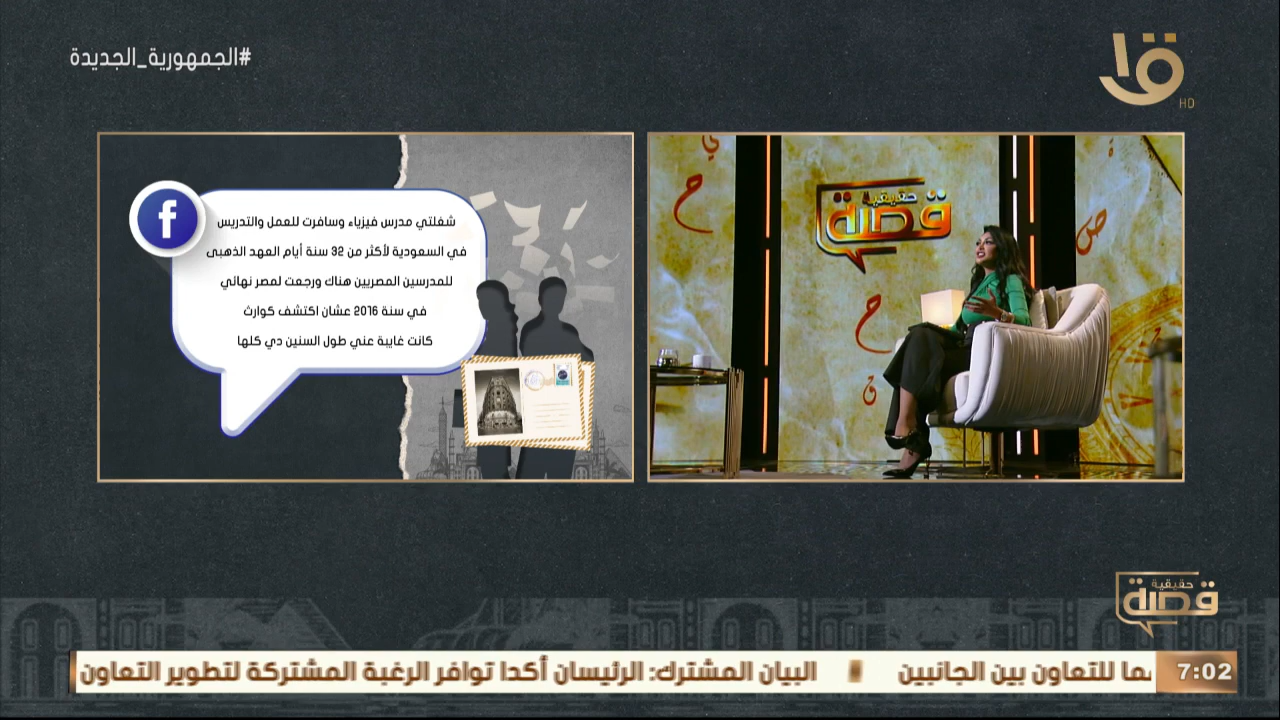 #الجمهورية_الجديدة
HD
شغلتي مدرس فيزياء وسافرت للعمل والتدريس
في السعودية لأكثر من 32 سنة أيام العهد الذهبى
للمدرسين المصريين هناك ورجعت لمصر نهائي
في سنة 2016 عشان اكتشف كوارث
كانت غايبة عني طول السنين دي كلها
حقيقية
قصة
حقيقية
قصة
7:02
للتعاون بين الجانبين
البيان المشترك: الرئيسان أكدا توافر الرغبة المشتركة لتطوير التعاون